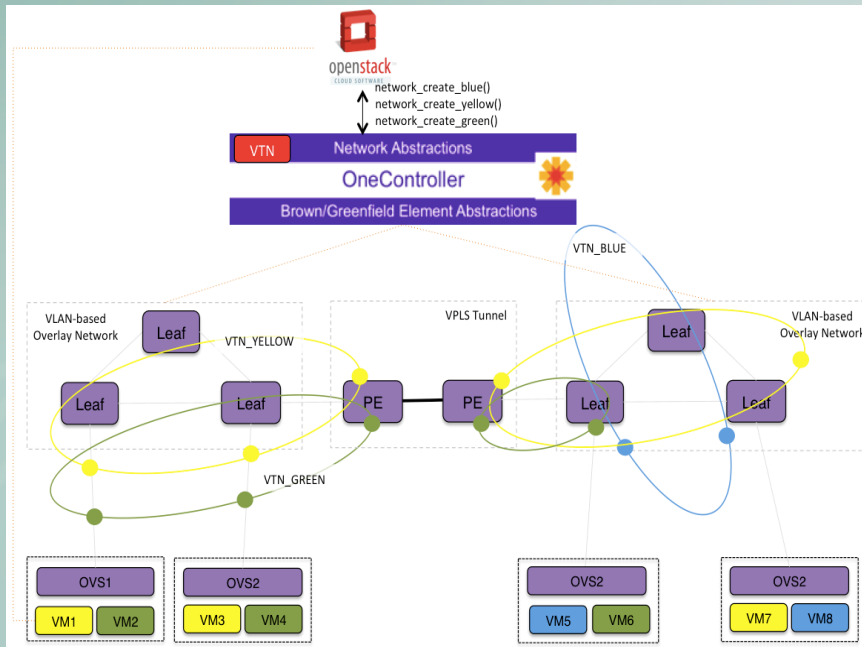 openstack
CLOUD SOFTWARE
network_create_blue()
network_create_yellow()
network_create_green()
VTN
Network Abstractions
OneController
Brown/Greenfield Element Abstractions
VTN_BLUE
VLAN-based
Overlay Network
VPLS Tunnel
VLAN-based
Overlay Network
Leaf
VTN_YELLOW
Leaf
Leaf
Leaf
PE
PE
Leaf
Leaf
VTN_GREEN
OVS1
OVS2
OVS2
OVS2
VM1
VM2
VM3
VM4
VM5
VM6
VM7
VM8